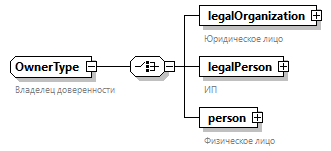 legalOrganization
Юридическое лицо
OwnerType
Владелец доверенности
legalPerson
ИП
person
Физическое лицо